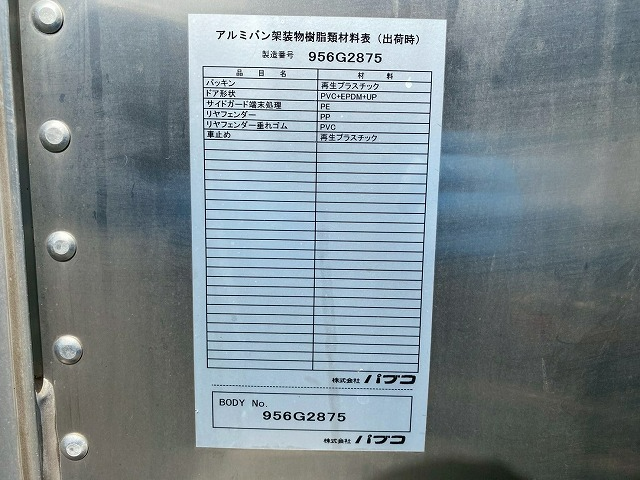 アルミバン架装物樹脂類材料表（出荷時）
製造番号 956G2875
品目名 材料
パッキン 再生プラスチック
ドア形状 PVC+EPDM+UP
サイドガード端末処理 PE
リヤフェンダー PP
リヤフェンダー垂れゴム PVC
車止め 再生プラスチック
株式会社 パブコ
BODY No.
956G2875
株式会社 パブコ